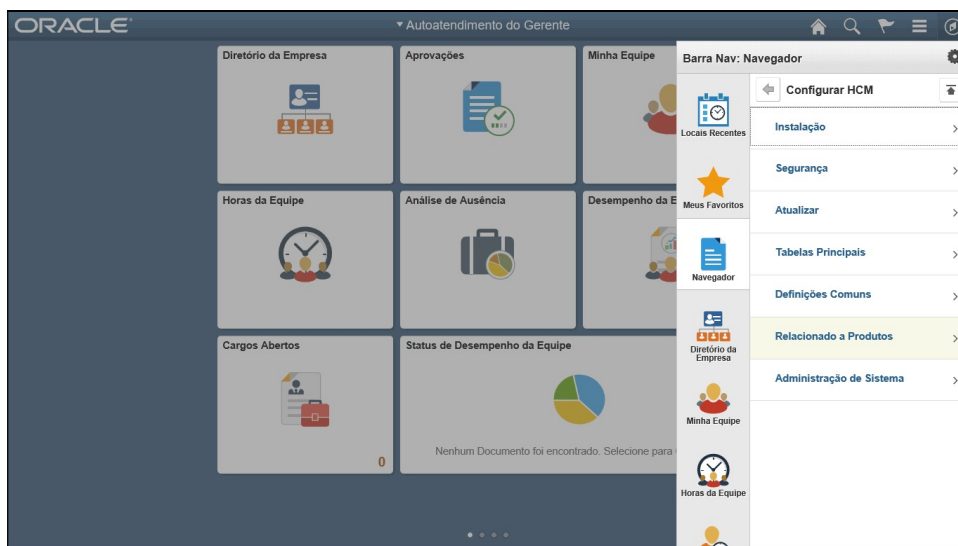 ORACLE
Autoatendimento do Gerente
Diretório da Empresa
Aprovações
Minha Equipe
Horas da Equipe
Análise de Ausência
Desempenho da E
Cargos Abertos
0
Status de Desempenho da Equipe
Nenhum Documento foi encontrado. Selecione para
Barra Nav: Navegador
Locais Recentes
Meus Favoritos
Navegador
Diretório da
Empresa
Minha Equipe
Horas da Equipe
Configurar HCM
Instalação
Segurança
Atualizar
Tabelas Principais
Definições Comuns
Relacionado a Produtos
Administração de Sistema